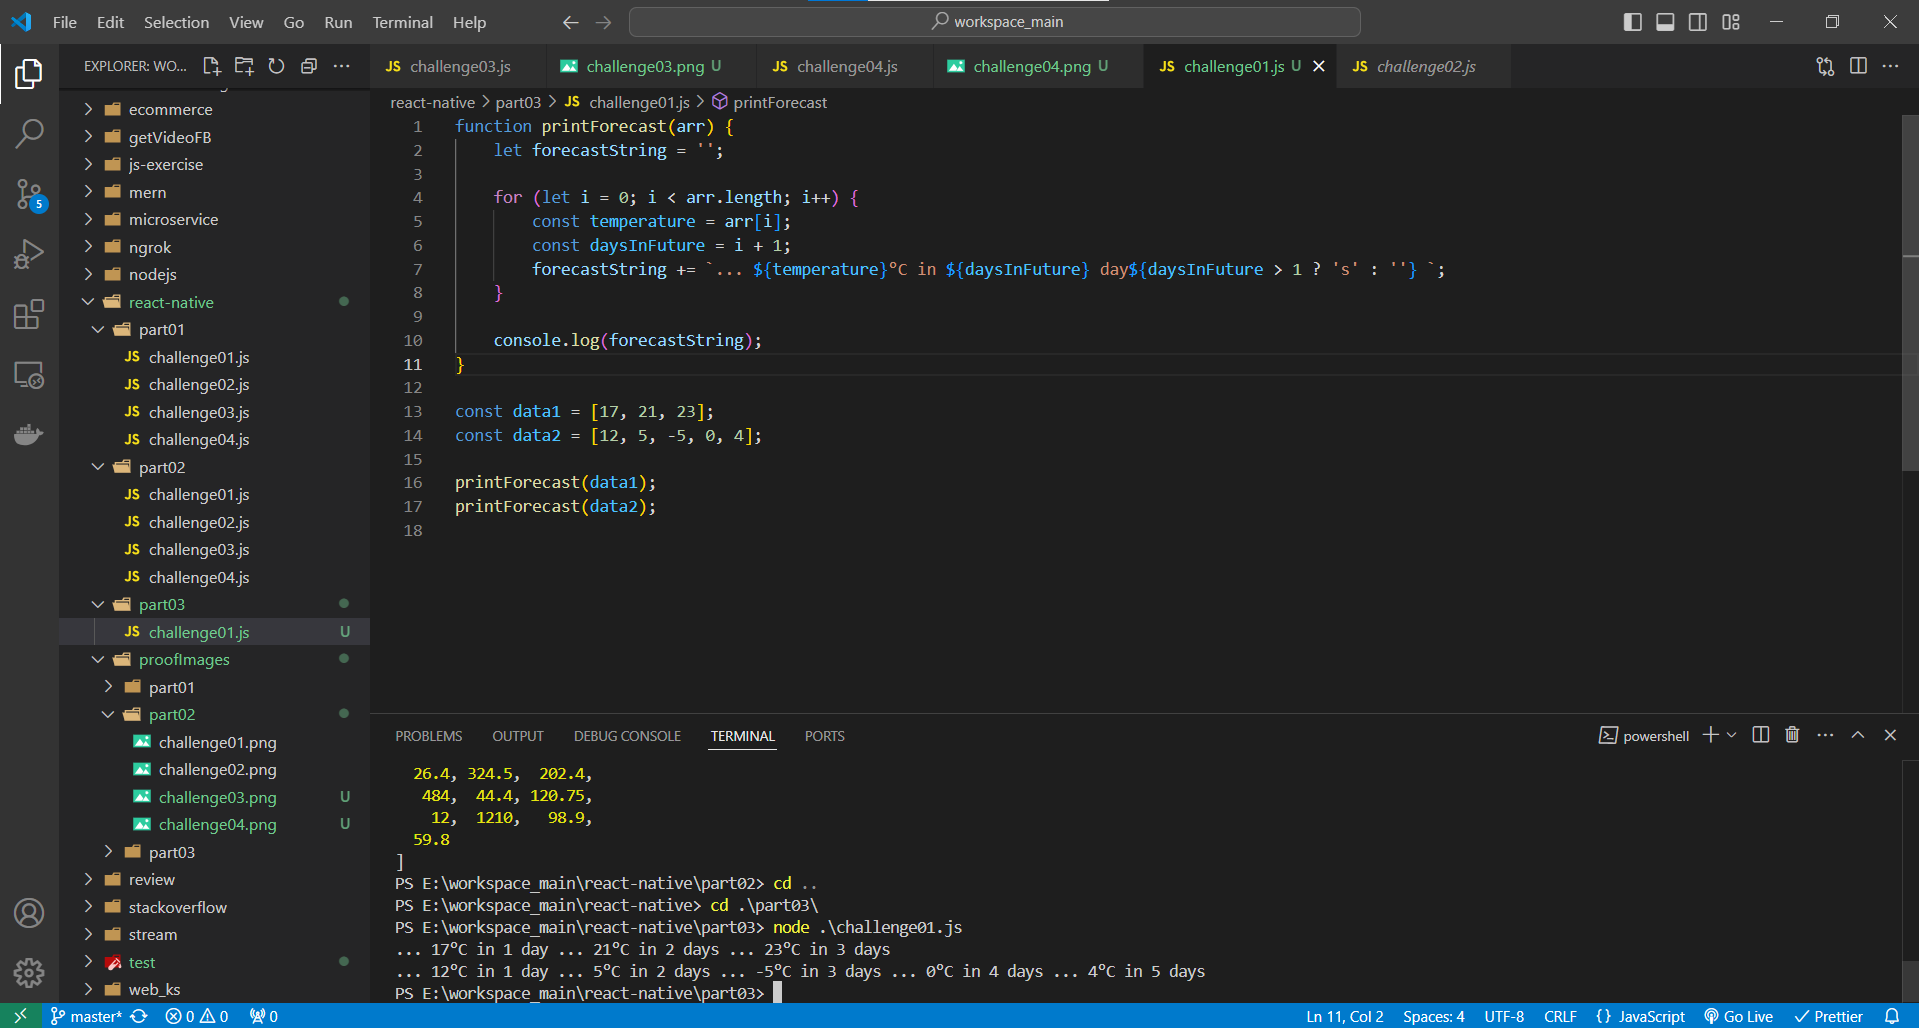 File Edit Selection View Go Run Terminal Help
workspace_main
EXPLORER: WO...
ecommerce
getVideoFB
js-exercise
mern
microservice
ngrok
nodejs
react-native
part01
JS challenge01.js
JS challenge02.js
JS challenge03.js
JS challenge04.js
part02
JS challenge01.js
JS challenge02.js
JS challenge03.js
JS challenge04.js
part03
JS challenge01.js U
proofImages
part01
part02
challenge01.png
challenge02.png
challenge03.png U
challenge04.png U
part03
review
stackoverflow
stream
test
web_ks
5
JS challenge03.js challenge03.png U JS challenge04.js challenge04.png U JS challenge01.js U JS challenge02.js
react-native > part03 > JS challenge01.js > printForecast
1 function printForecast(arr) {
2 let forecastString = '';
3
4 for (let i = 0; i < arr.length; i++) {
5 const temperature = arr[i];
6 const daysInFuture = i + 1;
7 forecastString += `... ${temperature}ºC in ${daysInFuture} day${daysInFuture > 1 ? 's' : ''} `;
8 }
9
10 console.log(forecastString);
11 }
12
13 const data1 = [17, 21, 23];
14 const data2 = [12, 5, -5, 0, 4];
15
16 printForecast(data1);
17 printForecast(data2);
18
PROBLEMS OUTPUT DEBUG CONSOLE TERMINAL PORTS
powershell
26.4, 324.5, 202.4,
484, 44.4, 120.75,
12, 1210, 98.9,
59.8
]
PS E:\workspace_main\react-native\part02> cd ..
PS E:\workspace_main\react-native> cd .\part03\
PS E:\workspace_main\react-native\part03> node .\challenge01.js
... 17ºC in 1 day ... 21ºC in 2 days ... 23ºC in 3 days
... 12ºC in 1 day ... 5ºC in 2 days ... -5ºC in 3 days ... 0ºC in 4 days ... 4ºC in 5 days
PS E:\workspace_main\react-native\part03>
master* 0 0 0 Ln 11, Col 2 Spaces: 4 UTF-8 CRLF {} JavaScript Go Live Prettier